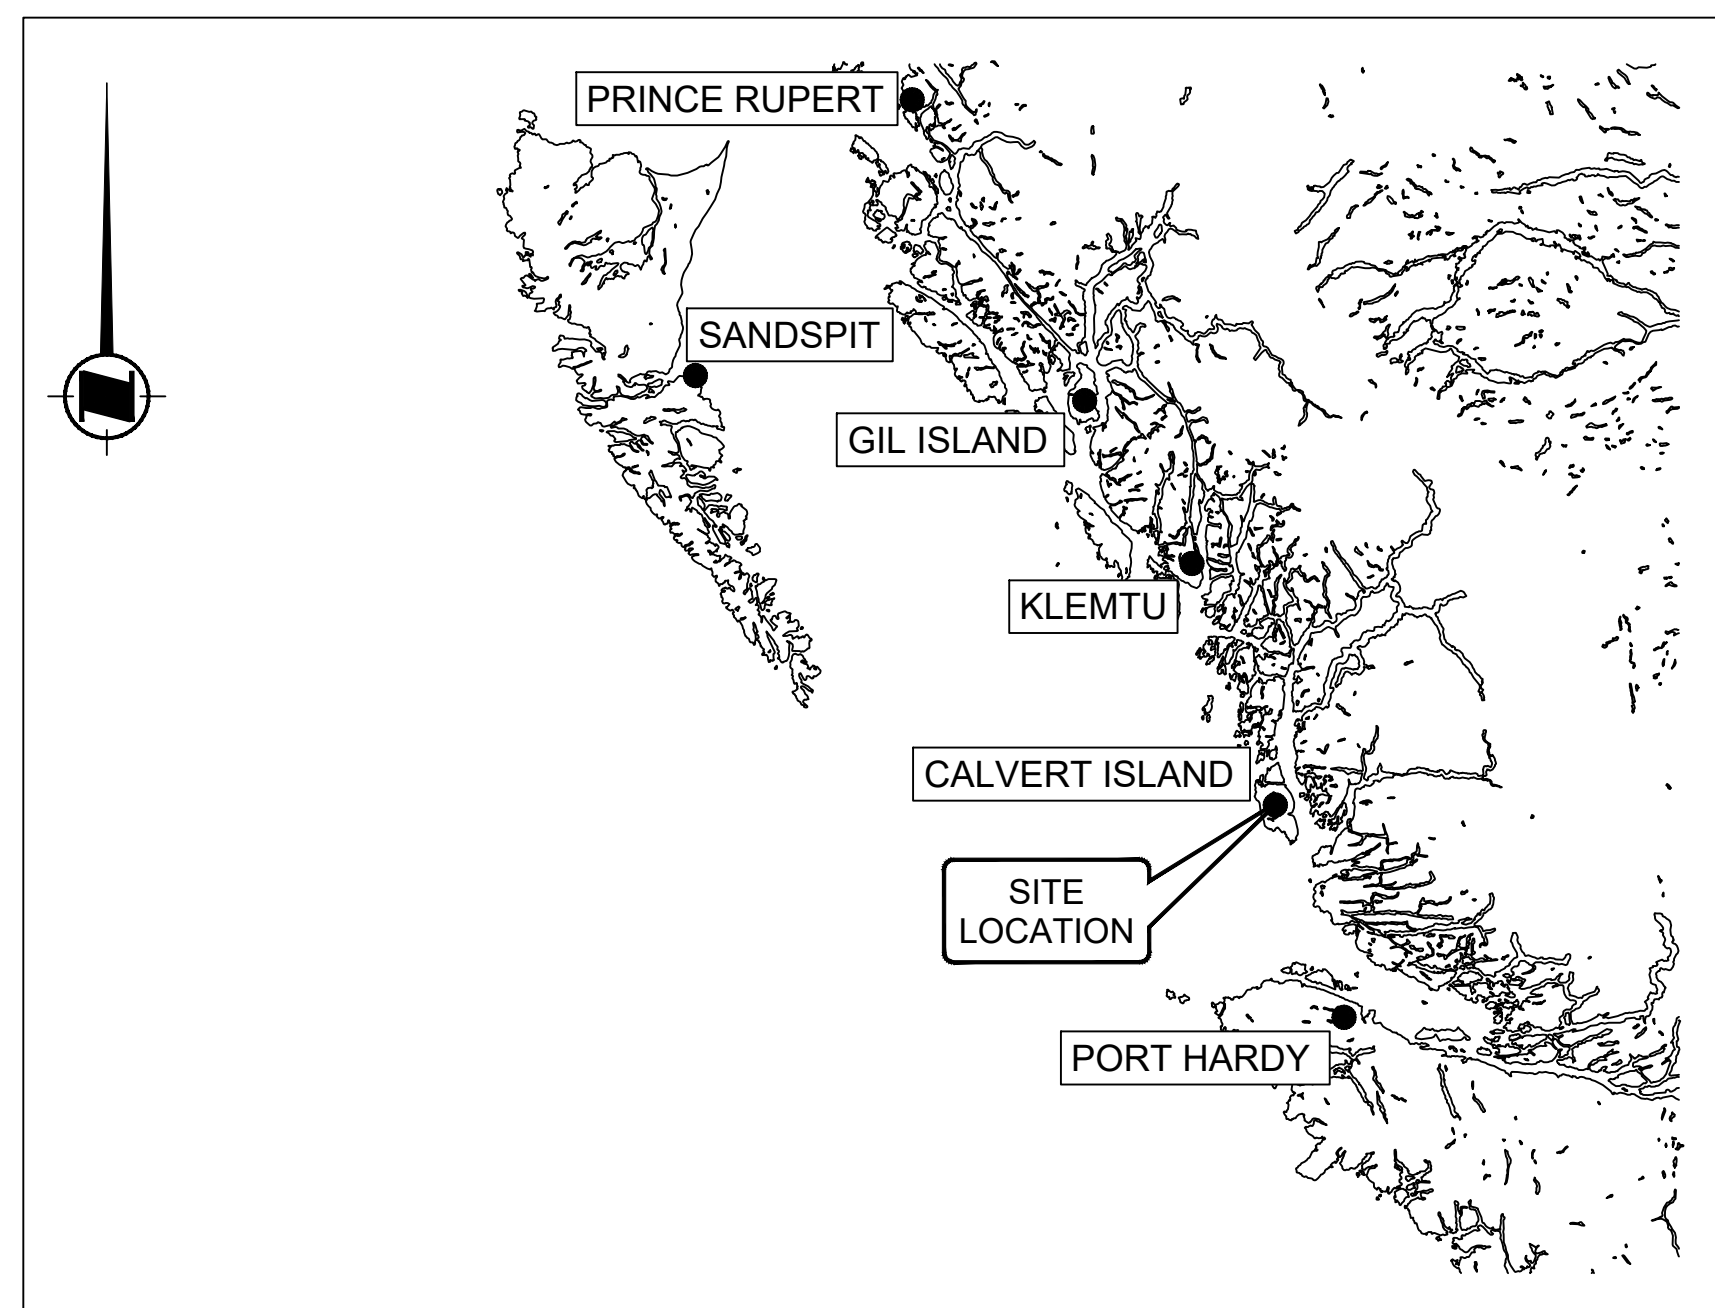 PRINCE RUPERT
SANDSPIT
GIL ISLAND
KLEMTU
CALVERT ISLAND
SITE
LOCATION
PORT HARDY